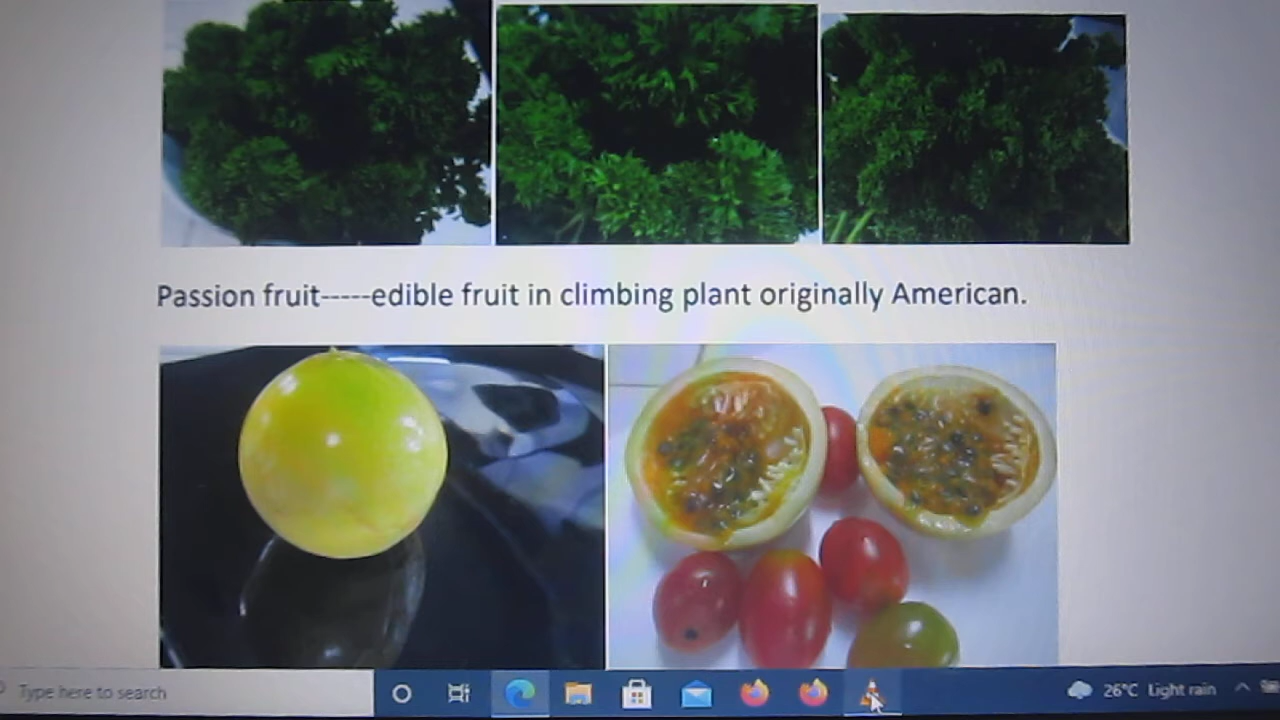 Passion fruit-----edible fruit in climbing plant originally American.
Type here to search
26°C Light rain